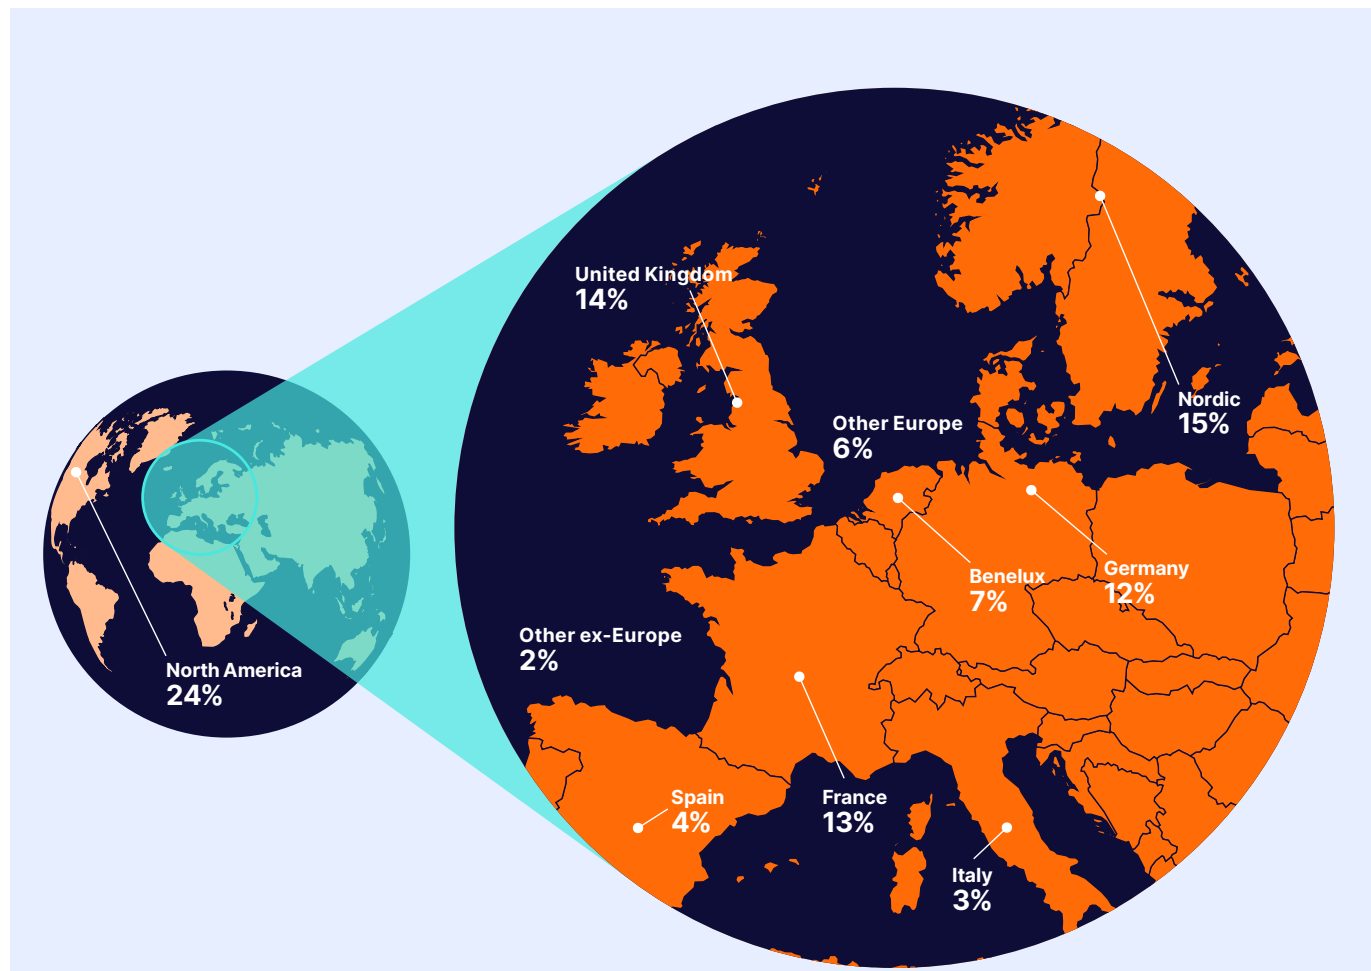 United Kingdom
14%
Nordic
15%
Other Europe
6%
Benelux
7%
Germany
12%
Other ex-Europe
2%
North America
24%
Spain
4%
France
13%
Italy
3%